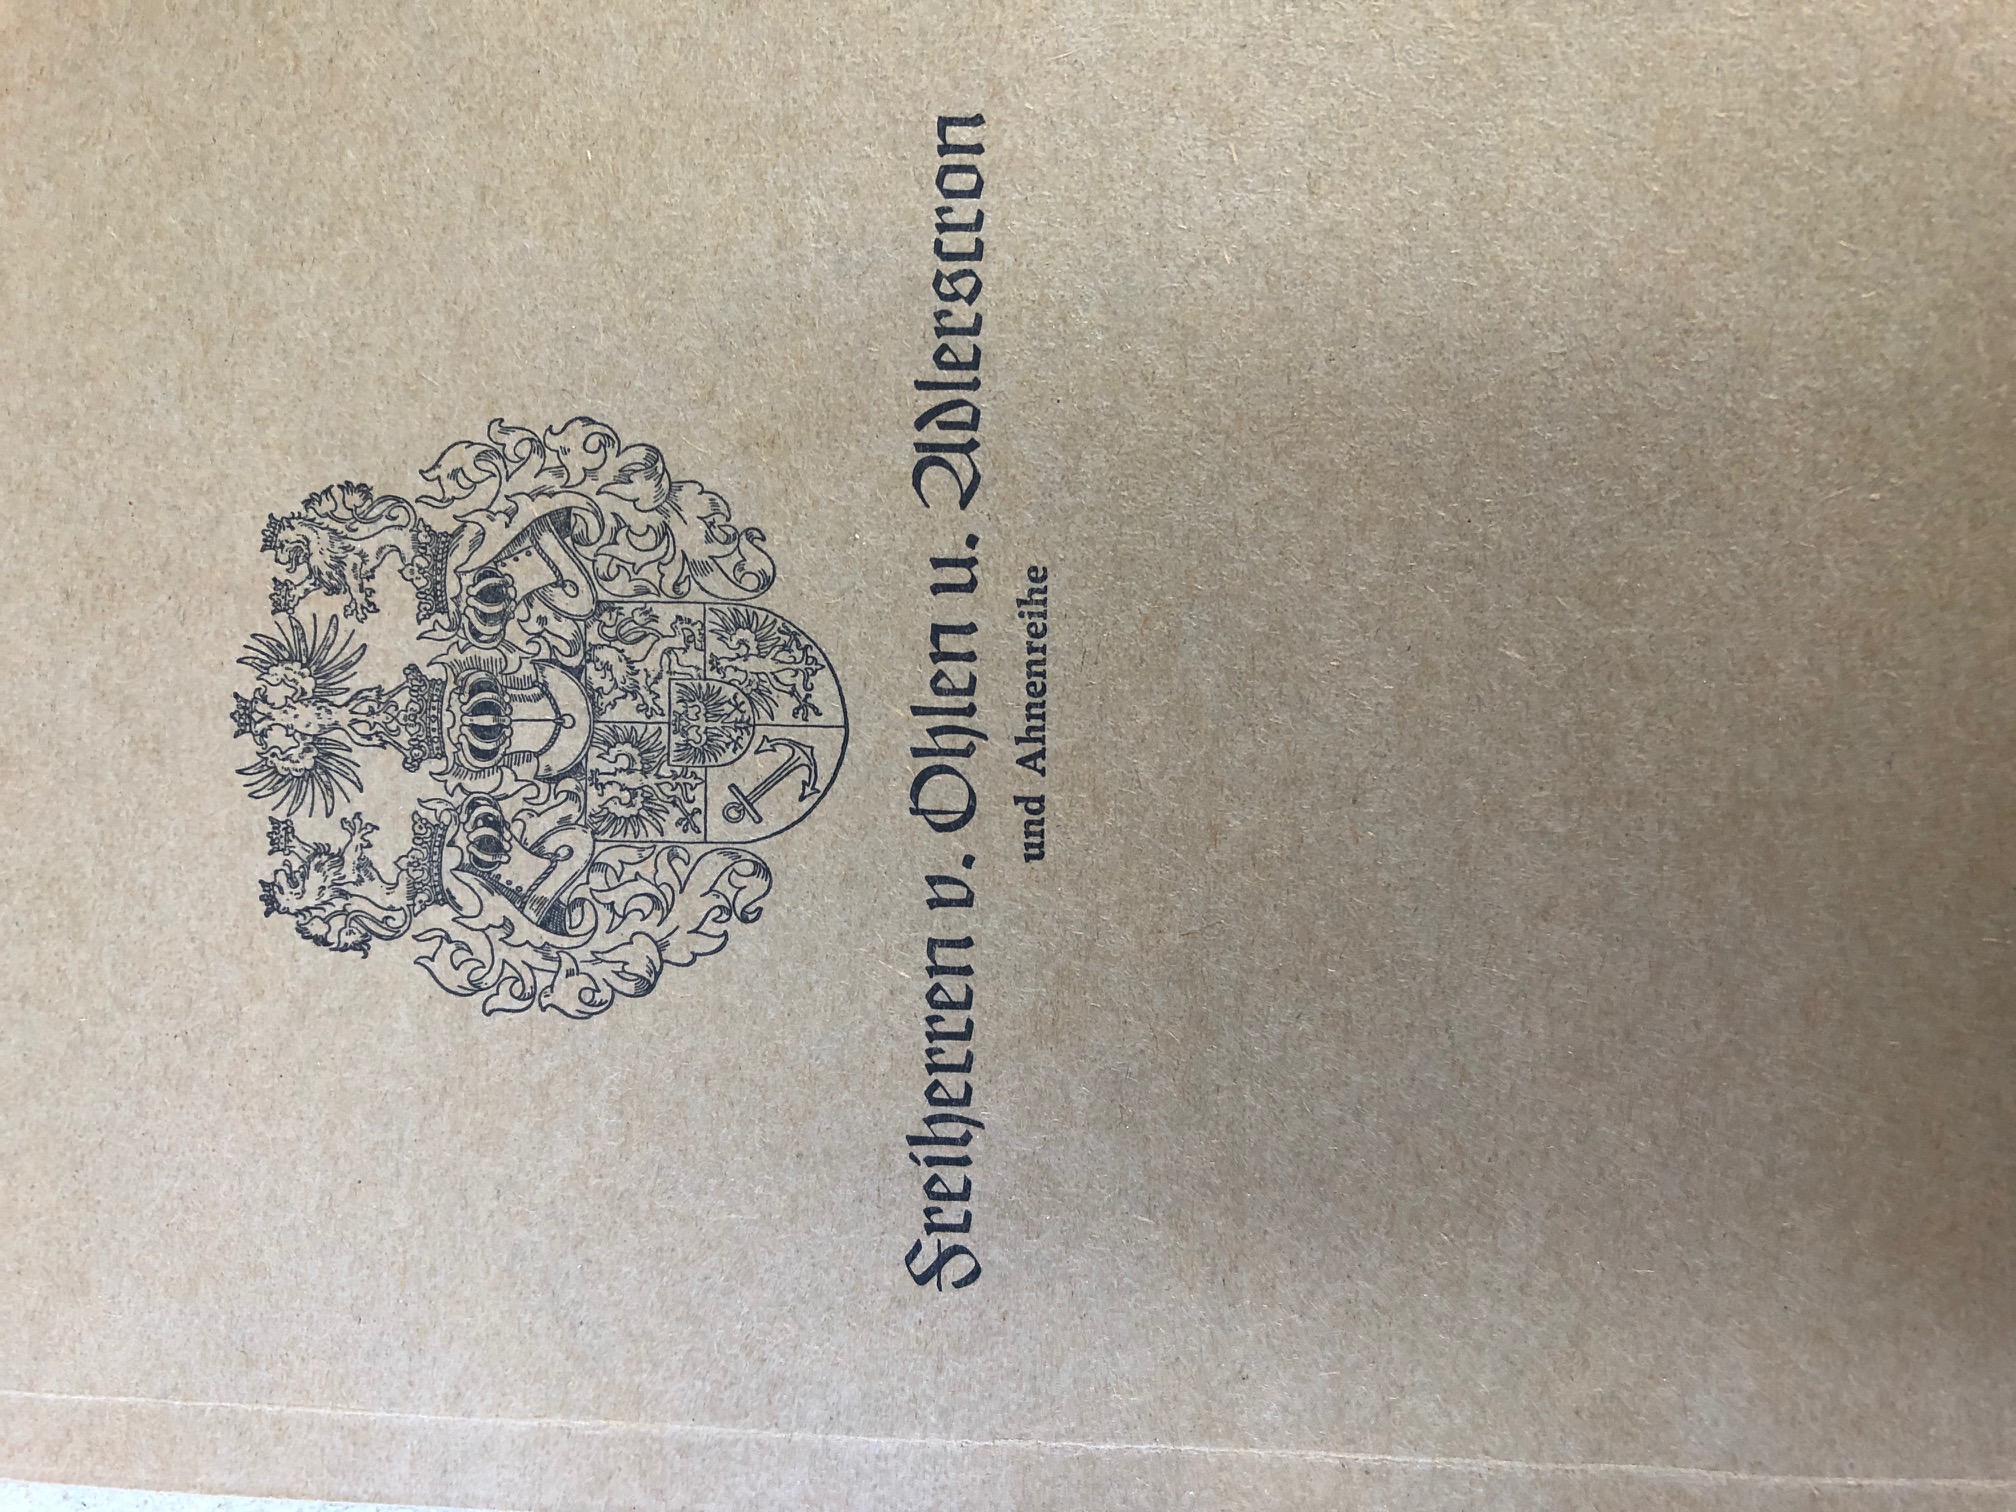 Freiherren v. Ohlen u. Adlerscron
und Ahnenreihe